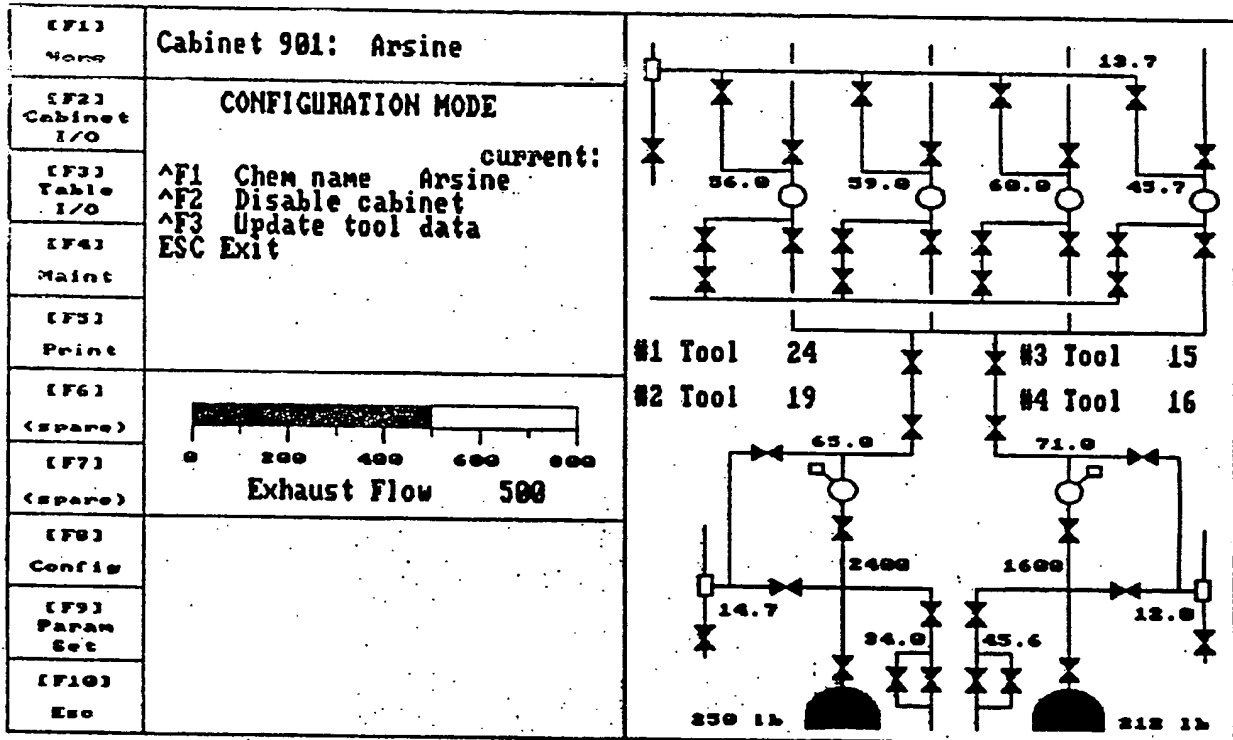 [F1]
None
[F2]
Cabinet
I/O
[F3]
Table
I/O
[F4]
Maint
[F5]
Print
[F6]
(spare)
[F7]
(spare)
[F8]
Config
[F9]
Param
Set
[F10]
Esc
Cabinet 901: Arsine
CONFIGURATION MODE
current:
^F1 Chem name Arsine
^F2 Disable cabinet
^F3 Update tool data
ESC Exit
0 200 400 600 800
Exhaust Flow 500
13.7
56.0 59.0 60.0 45.7
#1 Tool 24 #3 Tool 15
#2 Tool 19 #4 Tool 16
65.0 71.0
2400 1600
14.7 12.0
94.0 45.6
250 lb 212 lb